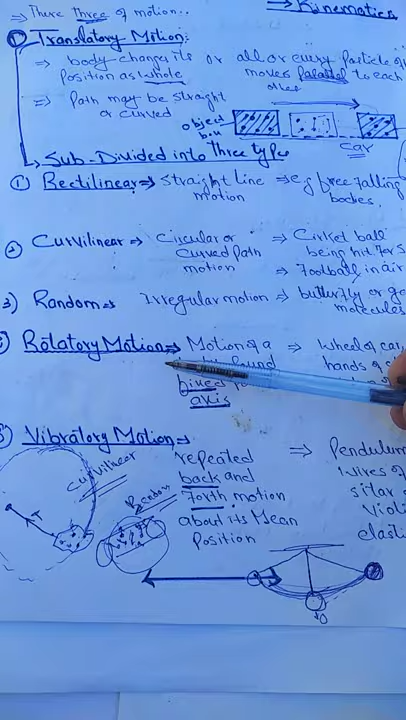 ⇒ There Three of motion..
⇒ Kinematics
① Translatory Motion:
⇒ body changes its position as whole
or all or every particle of
moves parallel to each other
⇒ Path may be straight or curved
object
Car
Sub-Divided into Three types
① Rectilinear ⇒ Straight line motion ⇒ e.g free falling bodies.
② Curvilinear ⇒ Circular or Curved Path motion
⇒ Cirket ball being hit for
⇒ Football in air
3) Random ⇒ Irregular motion ⇒ butterfly or
molecules
Rotatory Motion ⇒ Motion of a
fixed
axis
⇒ Wheel of
hands of
Vibratory Motion ⇒
repeated
back and
forth motion
about its Mean
Position
⇒ Pendulum
wires of
sitar
Curvilinear
Random